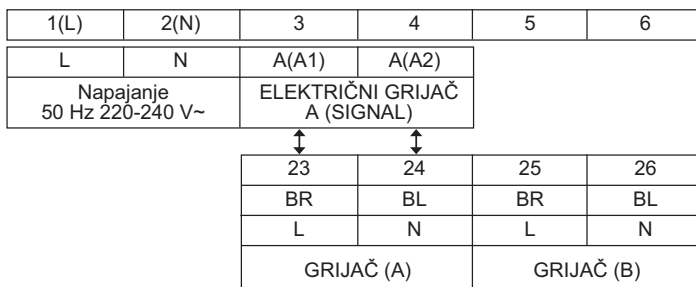 1(L) 2(N) 3 4 5 6
L N A(A1) A(A2)
Napajanje ELEKTRIČNI GRIJAČ
50 Hz 220-240 V~ A (SIGNAL)
23 24 25 26
BR BL BR BL
L N L N
GRIJAČ (A) GRIJAČ (B)